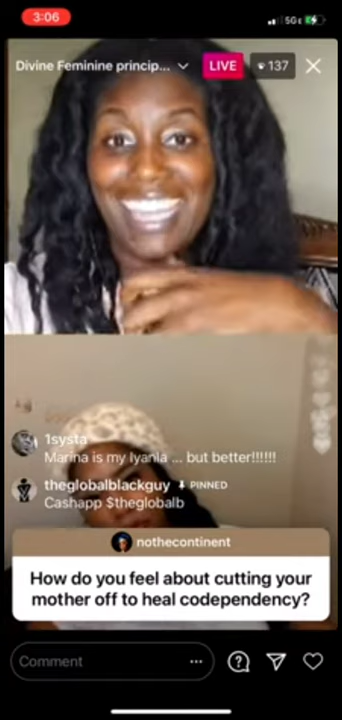 3:06
5GE
Divine Feminine princip...
LIVE
137
1systa
Marina is my Iyanla ... but better!!!!!!
theglobalblackguy PINNED
Cashapp $theglobalb
nothecontinent
How do you feel about cutting your
mother off to heal codependency?
Comment